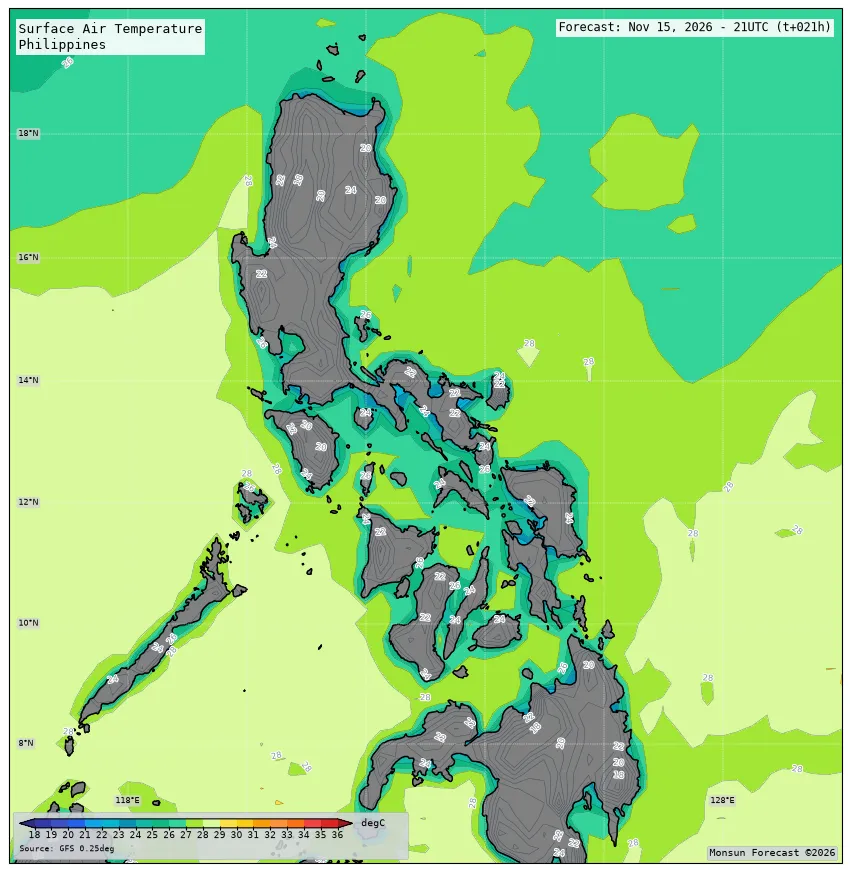 Surface Air Temperature
Philippines
Forecast: Nov 15, 2026 - 21UTC (t+021h)
18°N
16°N
14°N
12°N
10°N
8°N
118°E
128°E
18 19 20 21 22 23 24 25 26 27 28 29 30 31 32 33 34 35 36
degC
Source: GFS 0.25deg
Monsun Forecast ©2026